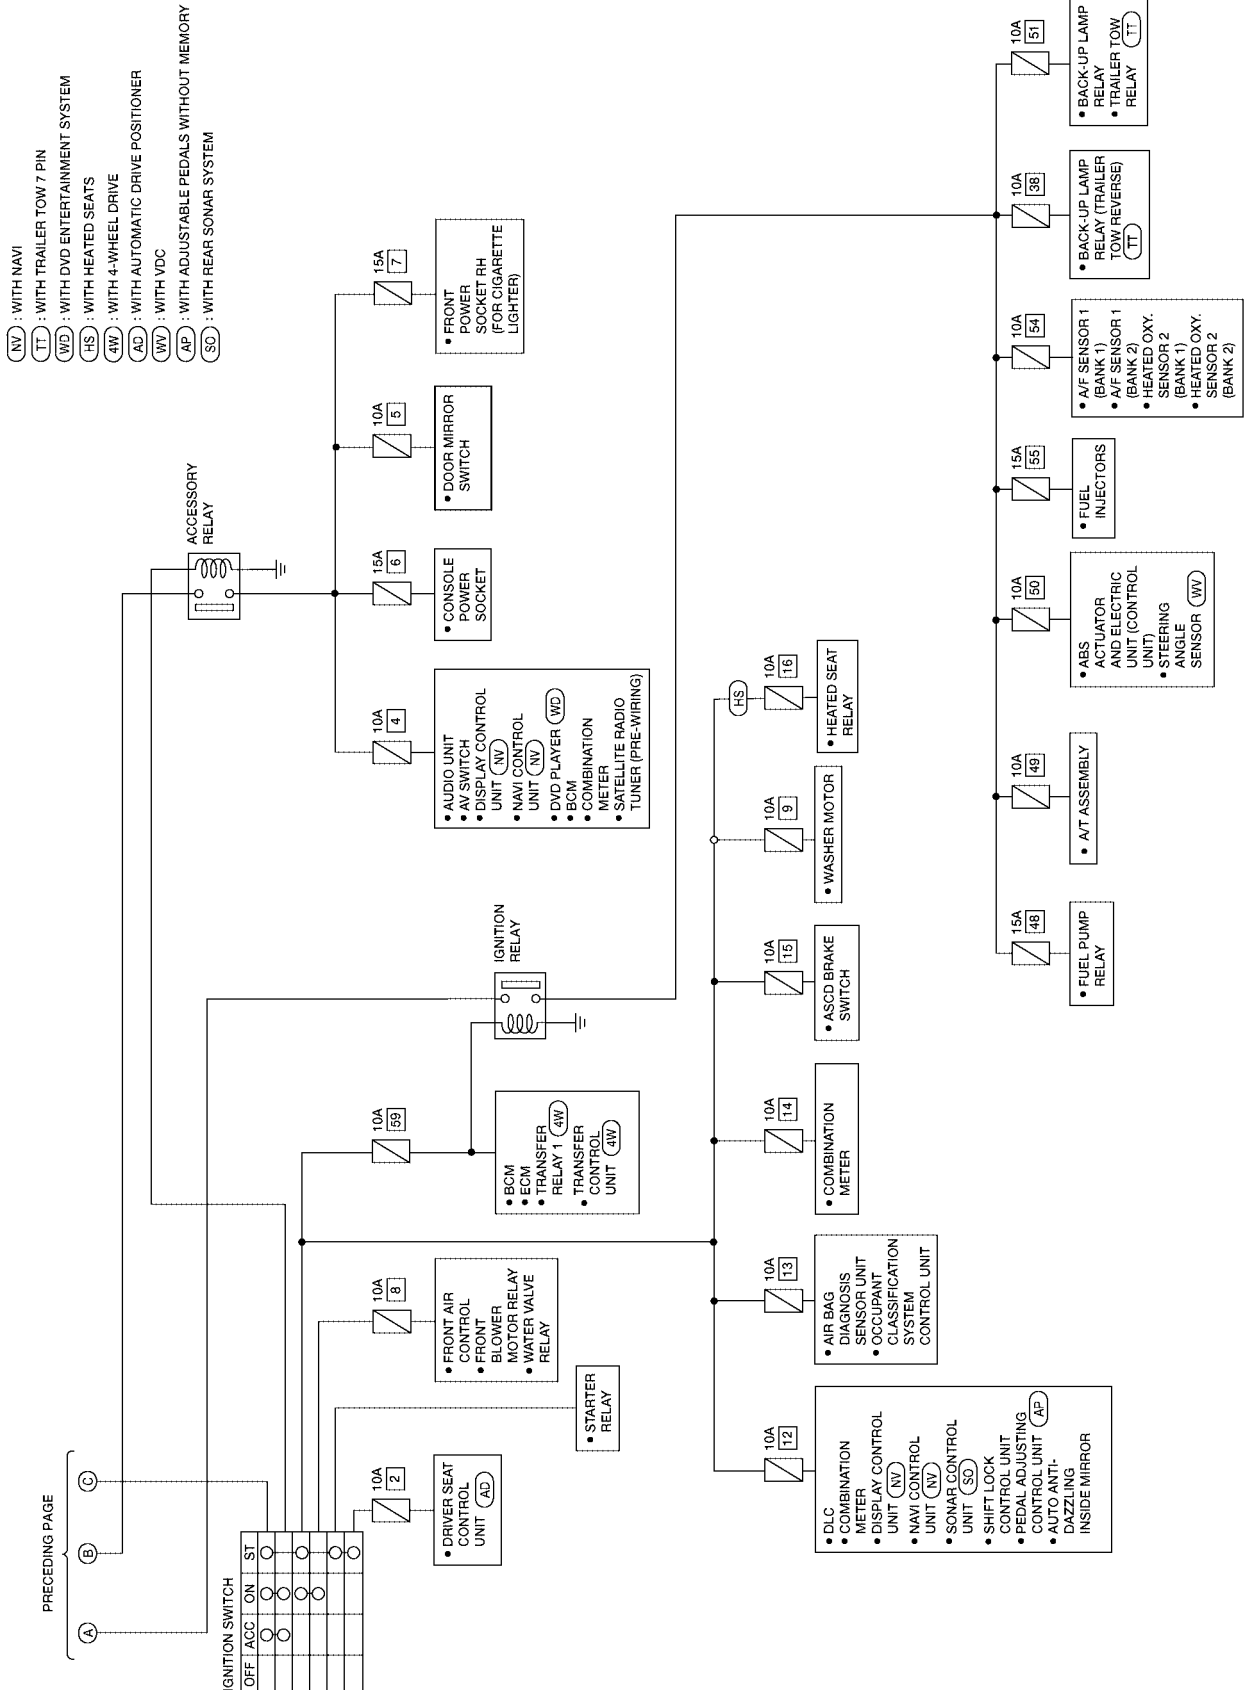 NV : WITH NAVI
TT : WITH TRAILER TOW 7 PIN
WD : WITH DVD ENTERTAINMENT SYSTEM
HS : WITH HEATED SEATS
4W : WITH 4-WHEEL DRIVE
AD : WITH AUTOMATIC DRIVE POSITIONER
WV : WITH VDC
AP : WITH ADJUSTABLE PEDALS WITHOUT MEMORY
SO : WITH REAR SONAR SYSTEM
PRECEDING PAGE
A
B
C
IGNITION SWITCH
OFF ACC ON ST
ACCESSORY
RELAY
10A
4
• AUDIO UNIT
• AV SWITCH
• DISPLAY CONTROL
UNIT NV
• NAVI CONTROL
UNIT NV
• DVD PLAYER WD
• BCM
• COMBINATION
METER
• SATELLITE RADIO
TUNER (PRE-WIRING)
15A
6
• CONSOLE
POWER
SOCKET
10A
5
• DOOR MIRROR
SWITCH
15A
7
• FRONT
POWER
SOCKET RH
(FOR CIGARETTE
LIGHTER)
10A
2
• DRIVER SEAT
CONTROL
UNIT AD
• STARTER
RELAY
10A
8
• FRONT AIR
CONTROL
• FRONT
BLOWER
MOTOR RELAY
• WATER VALVE
RELAY
10A
59
• BCM
• ECM
• TRANSFER
RELAY 1 4W
• TRANSFER
CONTROL
UNIT 4W
IGNITION
RELAY
10A
12
• DLC
• COMBINATION
METER
• DISPLAY CONTROL
UNIT NV
• NAVI CONTROL
UNIT NV
• SONAR CONTROL
UNIT SO
• SHIFT LOCK
CONTROL UNIT
• PEDAL ADJUSTING
CONTROL UNIT AP
• AUTO ANTI-
DAZZLING
INSIDE MIRROR
10A
13
• AIR BAG
DIAGNOSIS
SENSOR UNIT
• OCCUPANT
CLASSIFICATION
SYSTEM
CONTROL UNIT
10A
14
• COMBINATION
METER
10A
15
• ASCD BRAKE
SWITCH
10A
9
• WASHER MOTOR
HS
10A
16
• HEATED SEAT
RELAY
15A
48
• FUEL PUMP
RELAY
10A
49
• A/T ASSEMBLY
10A
50
• ABS
ACTUATOR
AND ELECTRIC
UNIT (CONTROL
UNIT)
• STEERING
ANGLE
SENSOR WV
15A
55
• FUEL
INJECTORS
10A
54
• A/F SENSOR 1
(BANK 1)
• A/F SENSOR 1
(BANK 2)
• HEATED OXY.
SENSOR 2
(BANK 1)
• HEATED OXY.
SENSOR 2
(BANK 2)
10A
38
• BACK-UP LAMP
RELAY (TRAILER
TOW REVERSE)
TT
10A
51
• BACK-UP LAMP
RELAY
• TRAILER TOW
RELAY TT